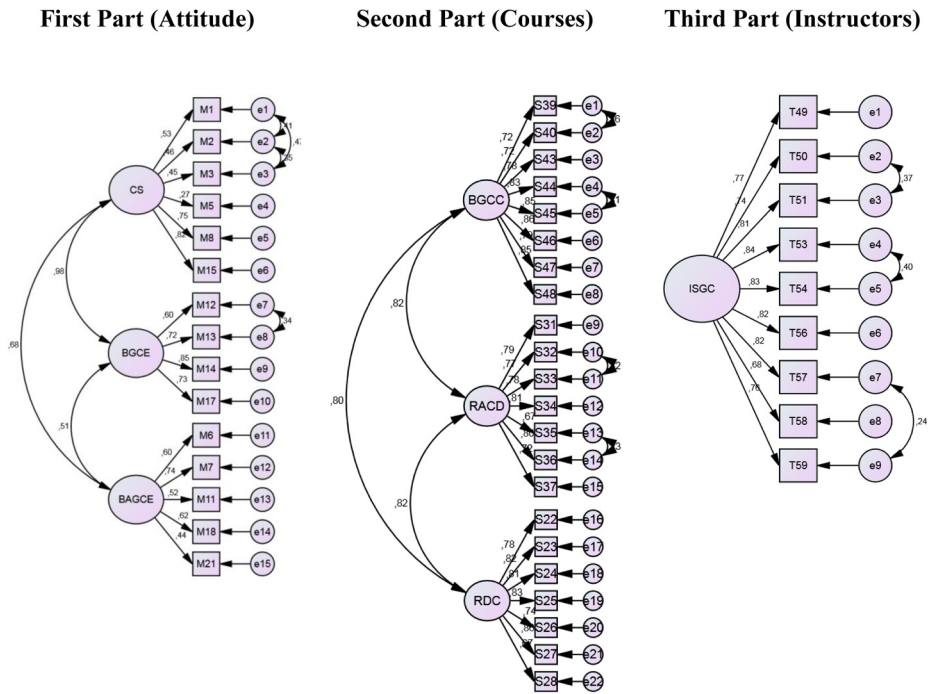 First Part (Attitude)
Second Part (Courses)
Third Part (Instructors)
M1 e1
,53
,41
M2 e2
,47
,46
,35
M3 e3
,45
CS
M5 e4
,27
,75
M8 e5
M15 e6
,98
M12 e7
,60
,34
M13 e8
,72
,68
BGCE
M14 e9
,85
,73
M17 e10
,51
M6 e11
,60
M7 e12
,74
BAGCE
M11 e13
,52
,62
M18 e14
,44
M21 e15
S39 e1
,72
S40 e2
,72
S43 e3
,78
S44 e4
,83
BGCC
S45 e5
,85
S46 e6
S47 e7
,85
S48 e8
,82
S31 e9
,79
S32 e10
,77
S33 e11
,78
,80
RACD
S34 e12
,81
S35 e13
S36 e14
S37 e15
,82
S22 e16
,78
S23 e17
,82
S24 e18
,81
RDC
S25 e19
,83
S26 e20
,74
S27 e21
S28 e22
T49 e1
,77
T50 e2
,74
,37
T51 e3
,81
T53 e4
,84
,40
ISGC
T54 e5
,83
T56 e6
,82
T57 e7
,82
T58 e8
,68
,24
T59 e9
,76